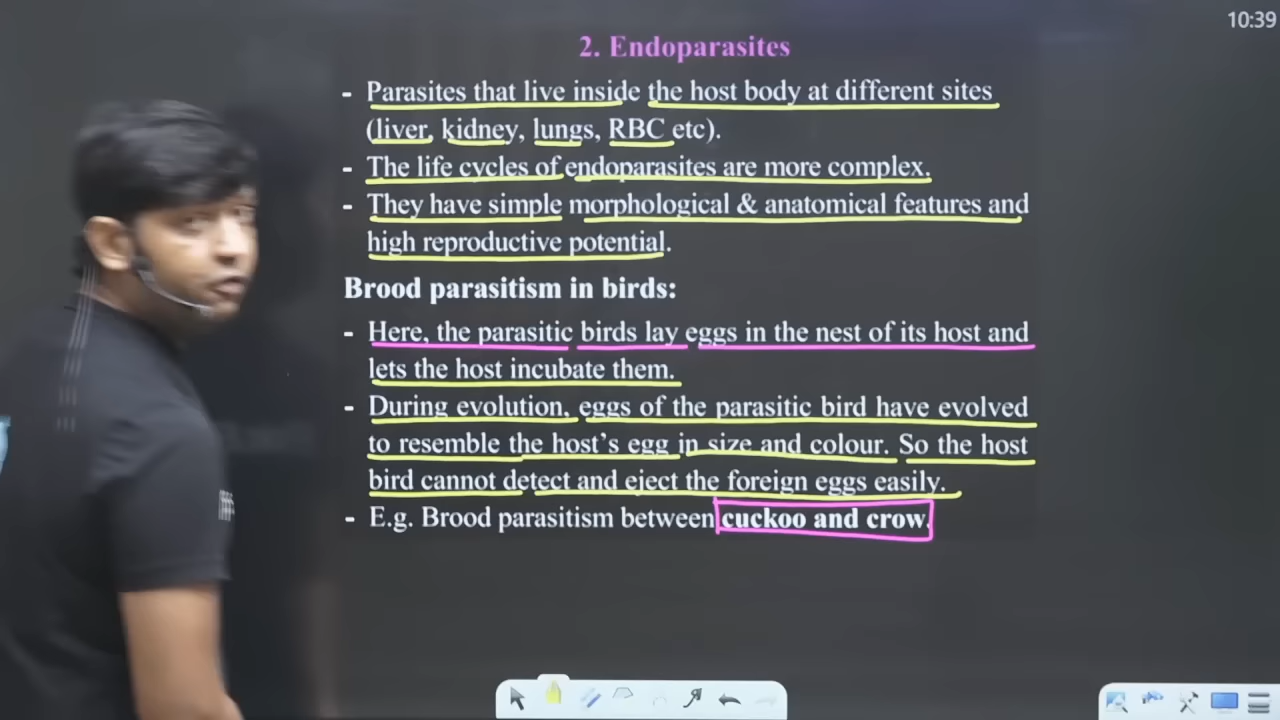 10:39
2. Endoparasites
- Parasites that live inside the host body at different sites
(liver, kidney, lungs, RBC etc).
- The life cycles of endoparasites are more complex.
- They have simple morphological & anatomical features and
high reproductive potential.
Brood parasitism in birds:
- Here, the parasitic birds lay eggs in the nest of its host and
lets the host incubate them.
- During evolution, eggs of the parasitic bird have evolved
to resemble the host’s egg in size and colour. So the host
bird cannot detect and eject the foreign eggs easily.
- E.g. Brood parasitism between cuckoo and crow.